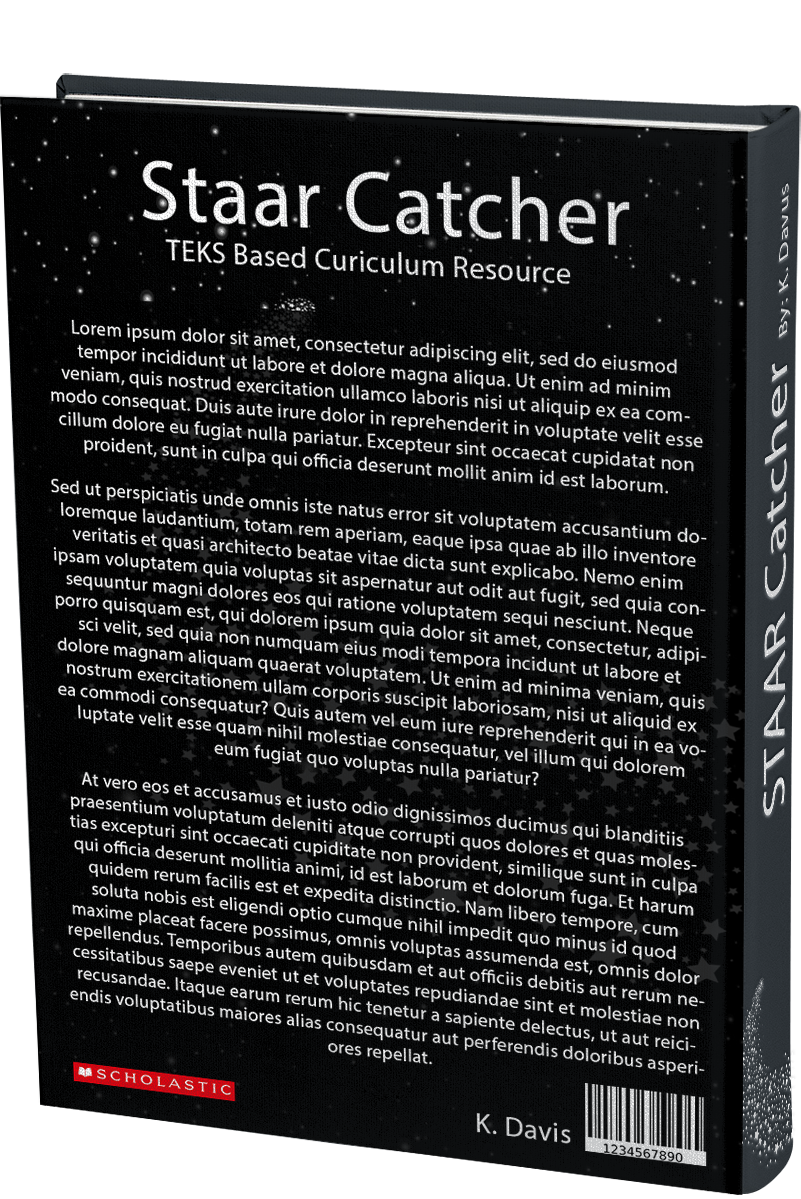 Staar Catcher
TEKS Based Curiculum Resource
Lorem ipsum dolor sit amet, consectetur adipiscing elit, sed do eiusmod
tempor incididunt ut labore et dolore magna aliqua. Ut enim ad minim
veniam, quis nostrud exercitation ullamco laboris nisi ut aliquip ex ea com-
modo consequat. Duis aute irure dolor in reprehenderit in voluptate velit esse
cillum dolore eu fugiat nulla pariatur. Excepteur sint occaecat cupidatat non
proident, sunt in culpa qui officia deserunt mollit anim id est laborum.
Sed ut perspiciatis unde omnis iste natus error sit voluptatem accusantium do-
loremque laudantium, totam rem aperiam, eaque ipsa quae ab illo inventore
veritatis et quasi architecto beatae vitae dicta sunt explicabo. Nemo enim
ipsam voluptatem quia voluptas sit aspernatur aut odit aut fugit, sed quia con-
sequuntur magni dolores eos qui ratione voluptatem sequi nesciunt. Neque
porro quisquam est, qui dolorem ipsum quia dolor sit amet, consectetur, adipi-
sci velit, sed quia non numquam eius modi tempora incidunt ut labore et
dolore magnam aliquam quaerat voluptatem. Ut enim ad minima veniam, quis
nostrum exercitationem ullam corporis suscipit laboriosam, nisi ut aliquid ex
ea commodi consequatur? Quis autem vel eum iure reprehenderit qui in ea vo-
luptate velit esse quam nihil molestiae consequatur, vel illum qui dolorem
eum fugiat quo voluptas nulla pariatur?
At vero eos et accusamus et iusto odio dignissimos ducimus qui blanditiis
praesentium voluptatum deleniti atque corrupti quos dolores et quas moles-
tias excepturi sint occaecati cupiditate non provident, similique sunt in culpa
qui officia deserunt mollitia animi, id est laborum et dolorum fuga. Et harum
quidem rerum facilis est et expedita distinctio. Nam libero tempore, cum
soluta nobis est eligendi optio cumque nihil impedit quo minus id quod
maxime placeat facere possimus, omnis voluptas assumenda est, omnis dolor
repellendus. Temporibus autem quibusdam et aut officiis debitis aut rerum ne-
cessitatibus saepe eveniet ut et voluptates repudiandae sint et molestiae non
recusandae. Itaque earum rerum hic tenetur a sapiente delectus, ut aut reici-
endis voluptatibus maiores alias consequatur aut perferendis doloribus asperi-
ores repellat.
SCHOLASTIC
K. Davis
1234567890
STAAR Catcher By: K. Davus